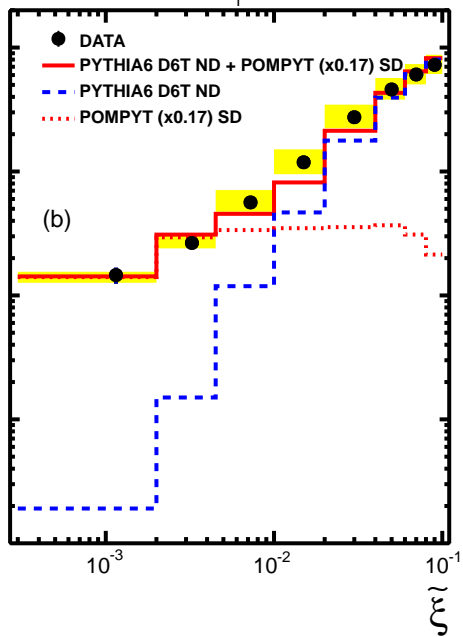 DATA
PYTHIA6 D6T ND + POMPYT (x0.17) SD
PYTHIA6 D6T ND
POMPYT (x0.17) SD
(b)
10⁻³ 10⁻² 10⁻¹
ξ̃